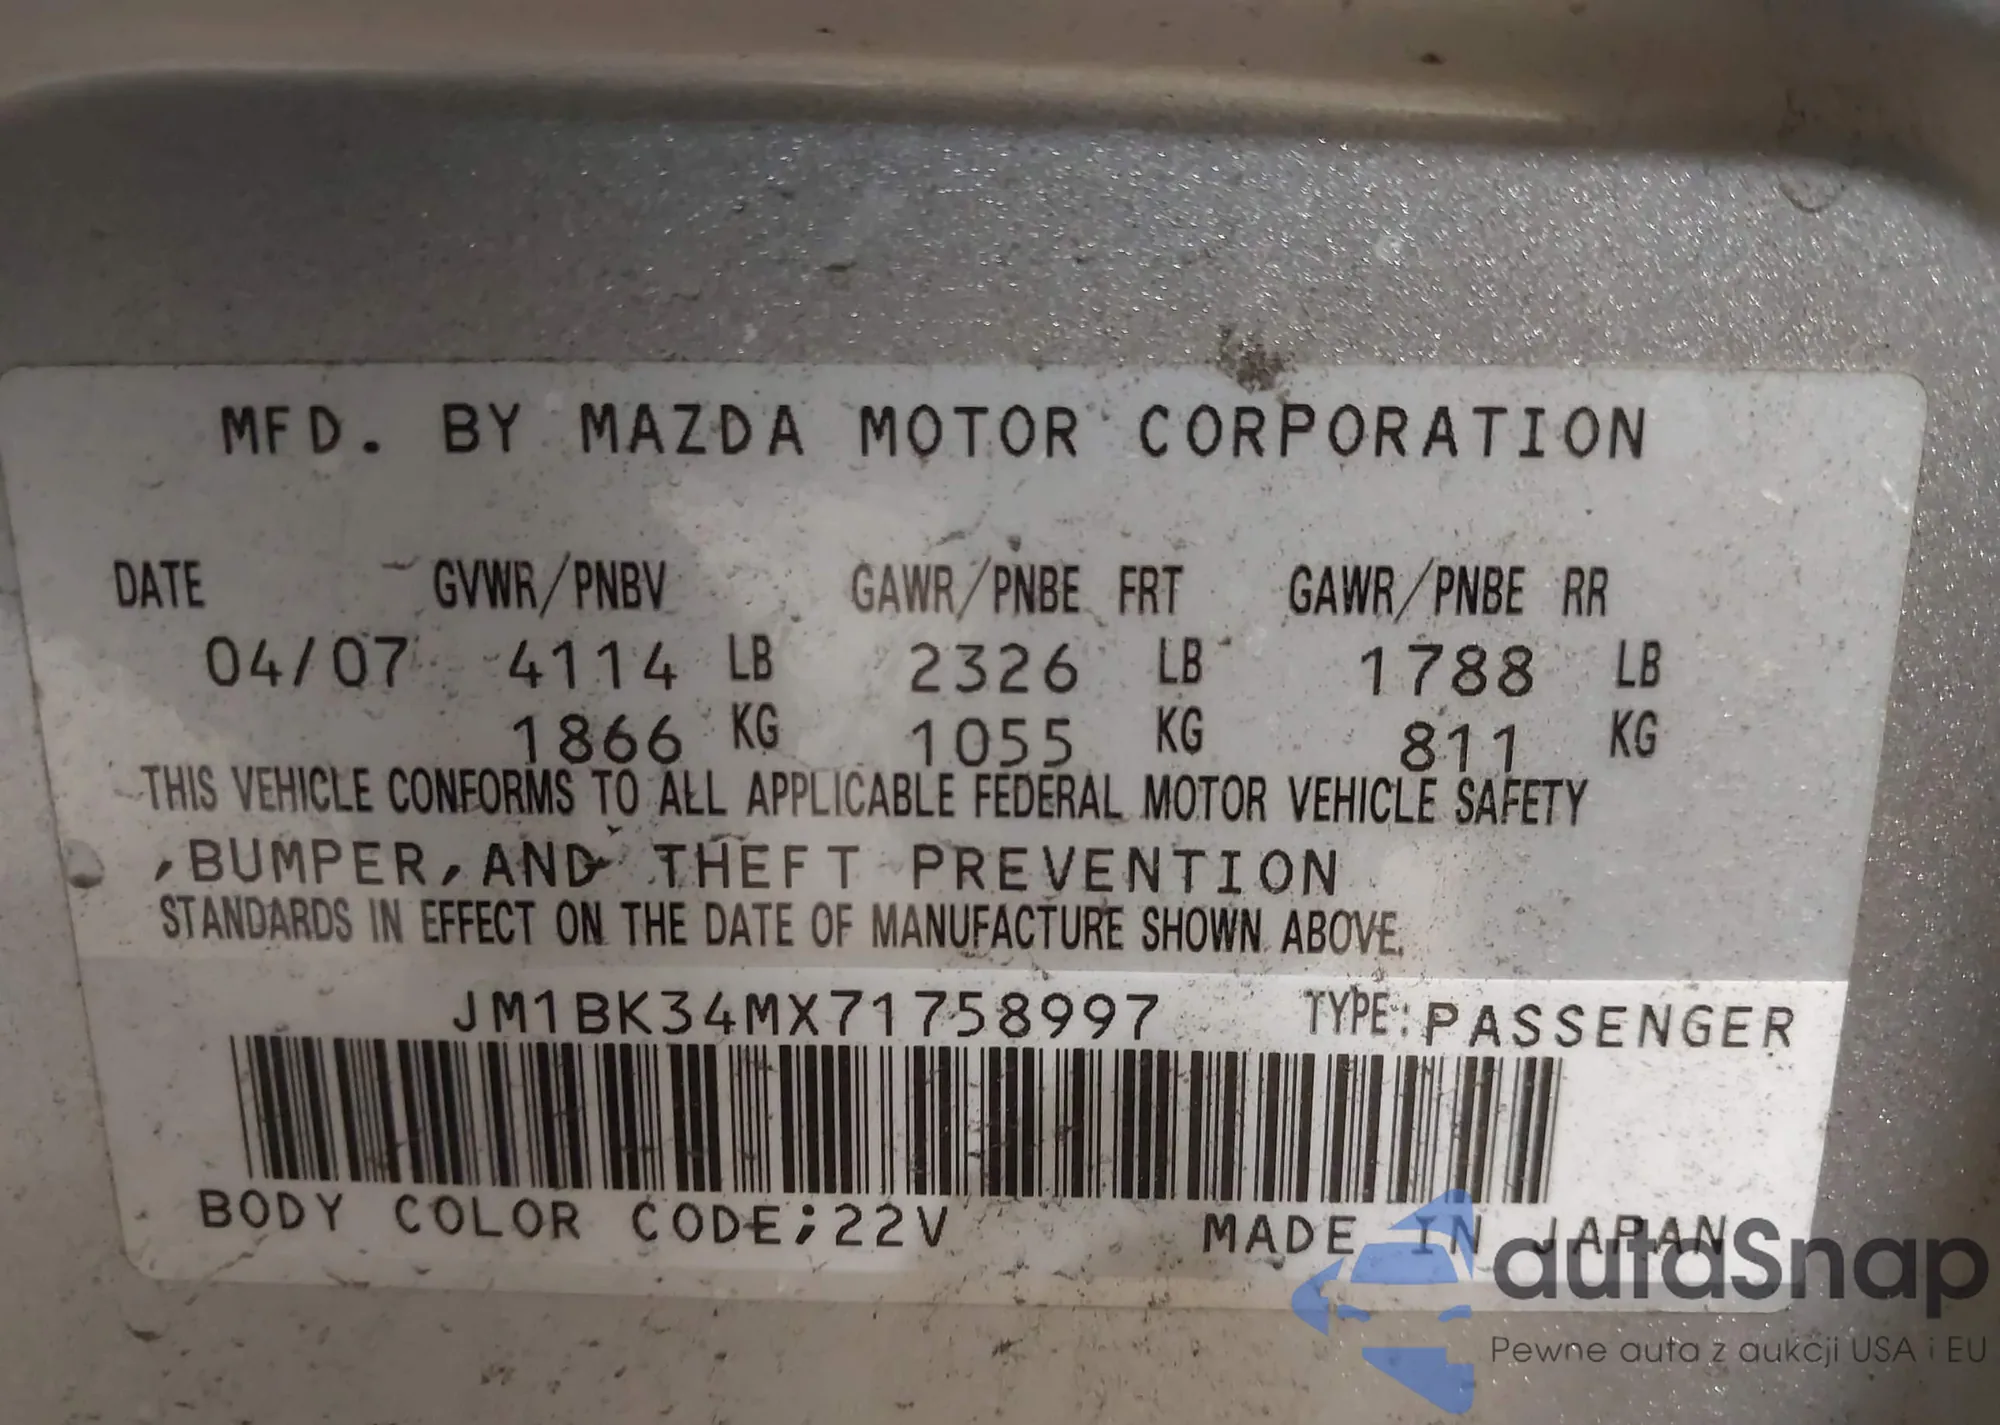 MFD. BY MAZDA MOTOR CORPORATION
DATE GVWR/PNBV GAWR/PNBE FRT GAWR/PNBE RR
04/07 4114 LB 2326 LB 1788 LB
1866 KG 1055 KG 811 KG
THIS VEHICLE CONFORMS TO ALL APPLICABLE FEDERAL MOTOR VEHICLE SAFETY
,BUMPER,AND THEFT PREVENTION
STANDARDS IN EFFECT ON THE DATE OF MANUFACTURE SHOWN ABOVE.
JM1BK34MX71758997 TYPE: PASSENGER
BODY COLOR CODE;22V MADE IN JAPAN
autaSnap
Pewne auta z aukcji USA i EU